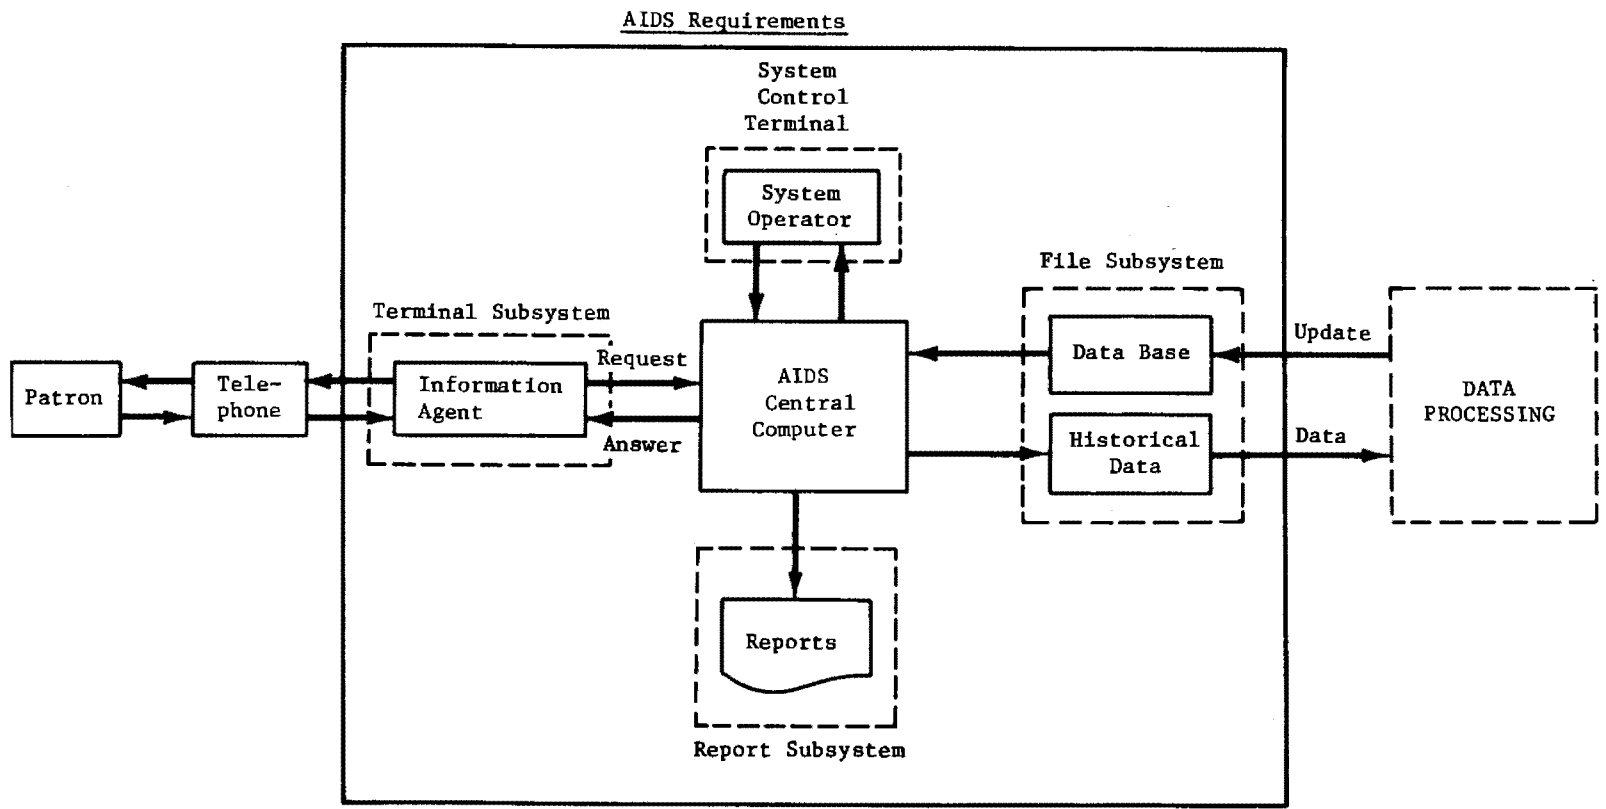 AIDS Requirements
System
Control
Terminal
System
Operator
File Subsystem
Terminal Subsystem
Update
Request
Data Base
Patron
Tele-
phone
Information
Agent
AIDS
Central
Computer
DATA
PROCESSING
Answer
Historical
Data
Data
Reports
Report Subsystem